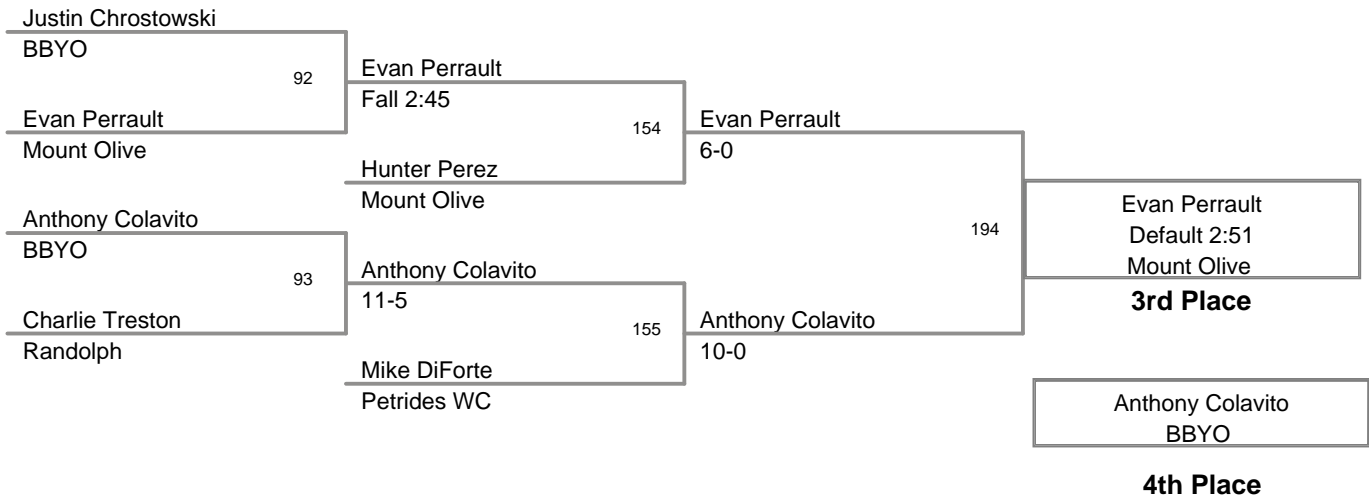 Justin Chrostowski
BBYO
92
Evan Perrault
Mount Olive
Evan Perrault
Fall 2:45
154
Hunter Perez
Mount Olive
Evan Perrault
6-0
Anthony Colavito
BBYO
93
Charlie Treston
Randolph
Anthony Colavito
11-5
155
Mike DiForte
Petrides WC
Anthony Colavito
10-0
194
Evan Perrault
Default 2:51
Mount Olive
3rd Place
Anthony Colavito
BBYO
4th Place